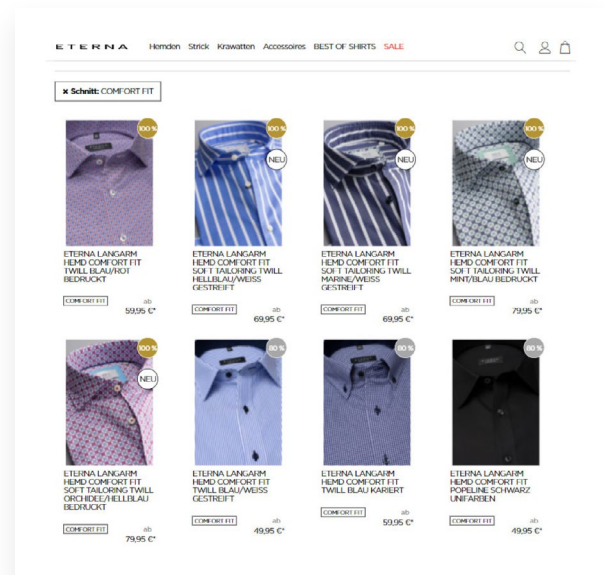 ETERNA Hemden Strick Krawatten Accessoires BEST OF SHIRTS SALE
× Schnitt: COMFORT FIT
100 %
ETERNA LANGARM
HEMD COMFORT FIT
TWILL BLAU/ROT
BEDRUCKT
COMFORT FIT
ab
59,95 €*
100 %
NEU
ETERNA LANGARM
HEMD COMFORT FIT
SOFT TAILORING TWILL
HELLBLAU/WEISS
GESTREIFT
COMFORT FIT
ab
69,95 €*
100 %
NEU
ETERNA LANGARM
HEMD COMFORT FIT
SOFT TAILORING TWILL
MARINE/WEISS
GESTREIFT
COMFORT FIT
ab
69,95 €*
100 %
NEU
ETERNA LANGARM
HEMD COMFORT FIT
SOFT TAILORING TWILL
MINT/BLAU BEDRUCKT
COMFORT FIT
ab
79,95 €*
100 %
NEU
ETERNA LANGARM
HEMD COMFORT FIT
SOFT TAILORING TWILL
ORCHIDEE/HELLBLAU
BEDRUCKT
COMFORT FIT
ab
79,95 €*
80 %
ETERNA LANGARM
HEMD COMFORT FIT
TWILL BLAU/WEISS
GESTREIFT
COMFORT FIT
ab
49,95 €*
80 %
ETERNA LANGARM
HEMD COMFORT FIT
TWILL BLAU KARIERT
COMFORT FIT
ab
59,95 €*
80 %
ETERNA LANGARM
HEMD COMFORT FIT
POPELINE SCHWARZ
UNIFARBEN
COMFORT FIT
ab
49,95 €*